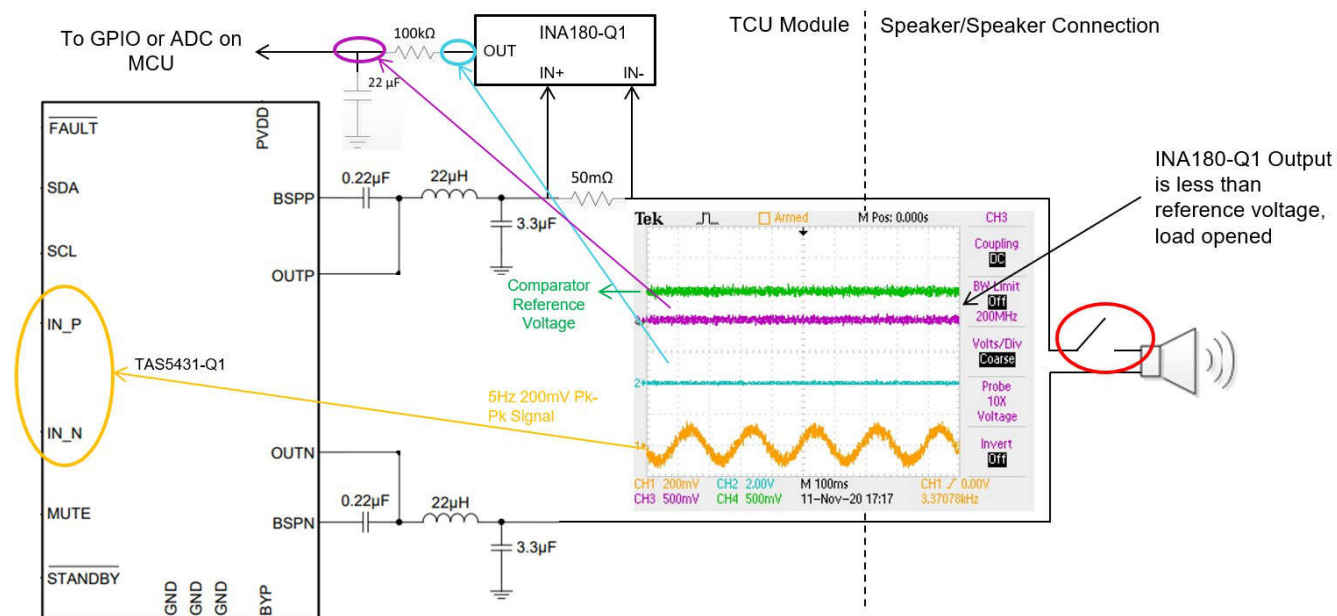 TCU Module
Speaker/Speaker Connection
To GPIO or ADC on
MCU
100kΩ
22 µF
INA180-Q1
OUT
IN+
IN-
FAULT
SDA
SCL
IN_P
TAS5431-Q1
IN_N
MUTE
STANDBY
GND
GND
GND
BYP
PVDD
BSPP
OUTP
OUTN
BSPN
0.22µF
22µH
3.3µF
50mΩ
0.22µF
22µH
3.3µF
Comparator
Reference
Voltage
5Hz 200mV Pk-
Pk Signal
Tek
Armed
M Pos: 0.000s
CH3
Coupling
DC
BW Limit
Off
200MHz
Volts/Div
Coarse
Probe
10X
Voltage
Invert
Off
3
2
1
CH1 200mV
CH2 2.00V
M 100ms
CH1
0.00V
CH3 500mV
CH4 500mV
11-Nov-20 17:17
3.37078kHz
INA180-Q1 Output
is less than
reference voltage,
load opened